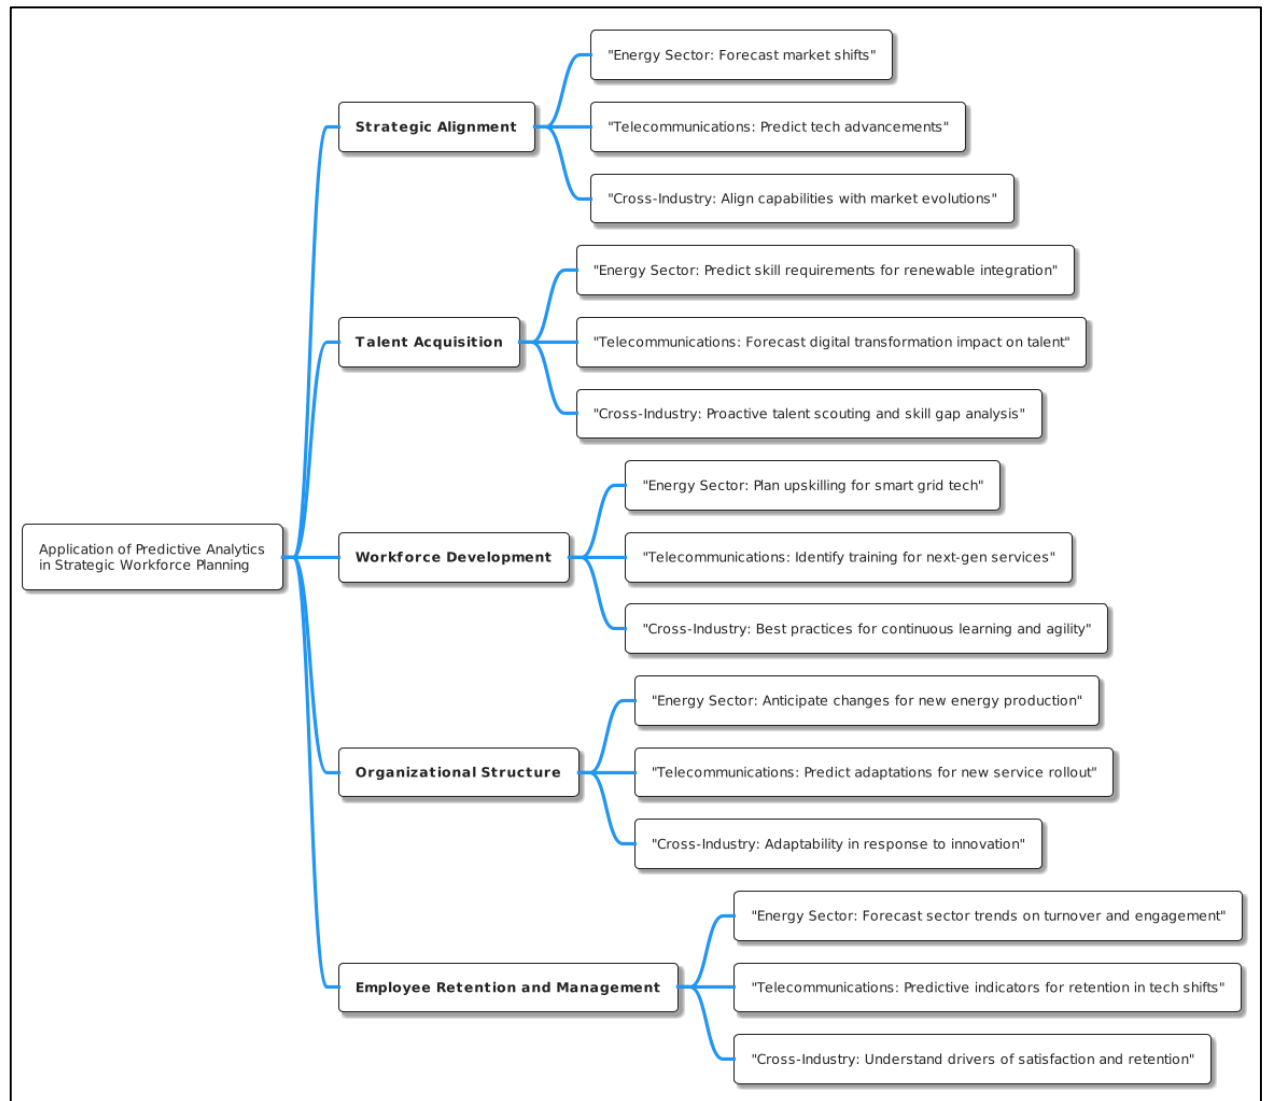 Application of Predictive Analytics
in Strategic Workforce Planning
Strategic Alignment
"Energy Sector: Forecast market shifts"
"Telecommunications: Predict tech advancements"
"Cross-Industry: Align capabilities with market evolutions"
Talent Acquisition
"Energy Sector: Predict skill requirements for renewable integration"
"Telecommunications: Forecast digital transformation impact on talent"
"Cross-Industry: Proactive talent scouting and skill gap analysis"
Workforce Development
"Energy Sector: Plan upskilling for smart grid tech"
"Telecommunications: Identify training for next-gen services"
"Cross-Industry: Best practices for continuous learning and agility"
Organizational Structure
"Energy Sector: Anticipate changes for new energy production"
"Telecommunications: Predict adaptations for new service rollout"
"Cross-Industry: Adaptability in response to innovation"
Employee Retention and Management
"Energy Sector: Forecast sector trends on turnover and engagement"
"Telecommunications: Predictive indicators for retention in tech shifts"
"Cross-Industry: Understand drivers of satisfaction and retention"